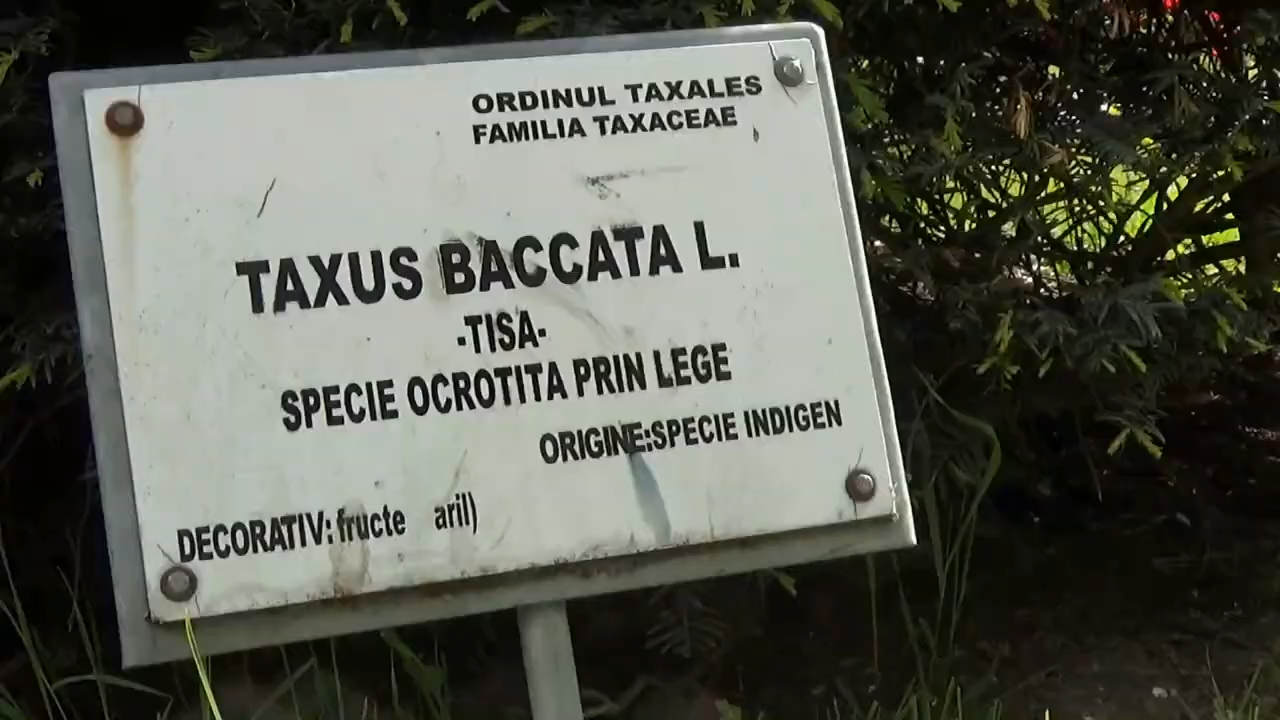 ORDINUL TAXALES
FAMILIA TAXACEAE
TAXUS BACCATA L.
-TISA-
SPECIE OCROTITA PRIN LEGE
ORIGINE:SPECIE INDIGEN
DECORATIV: fructe aril)